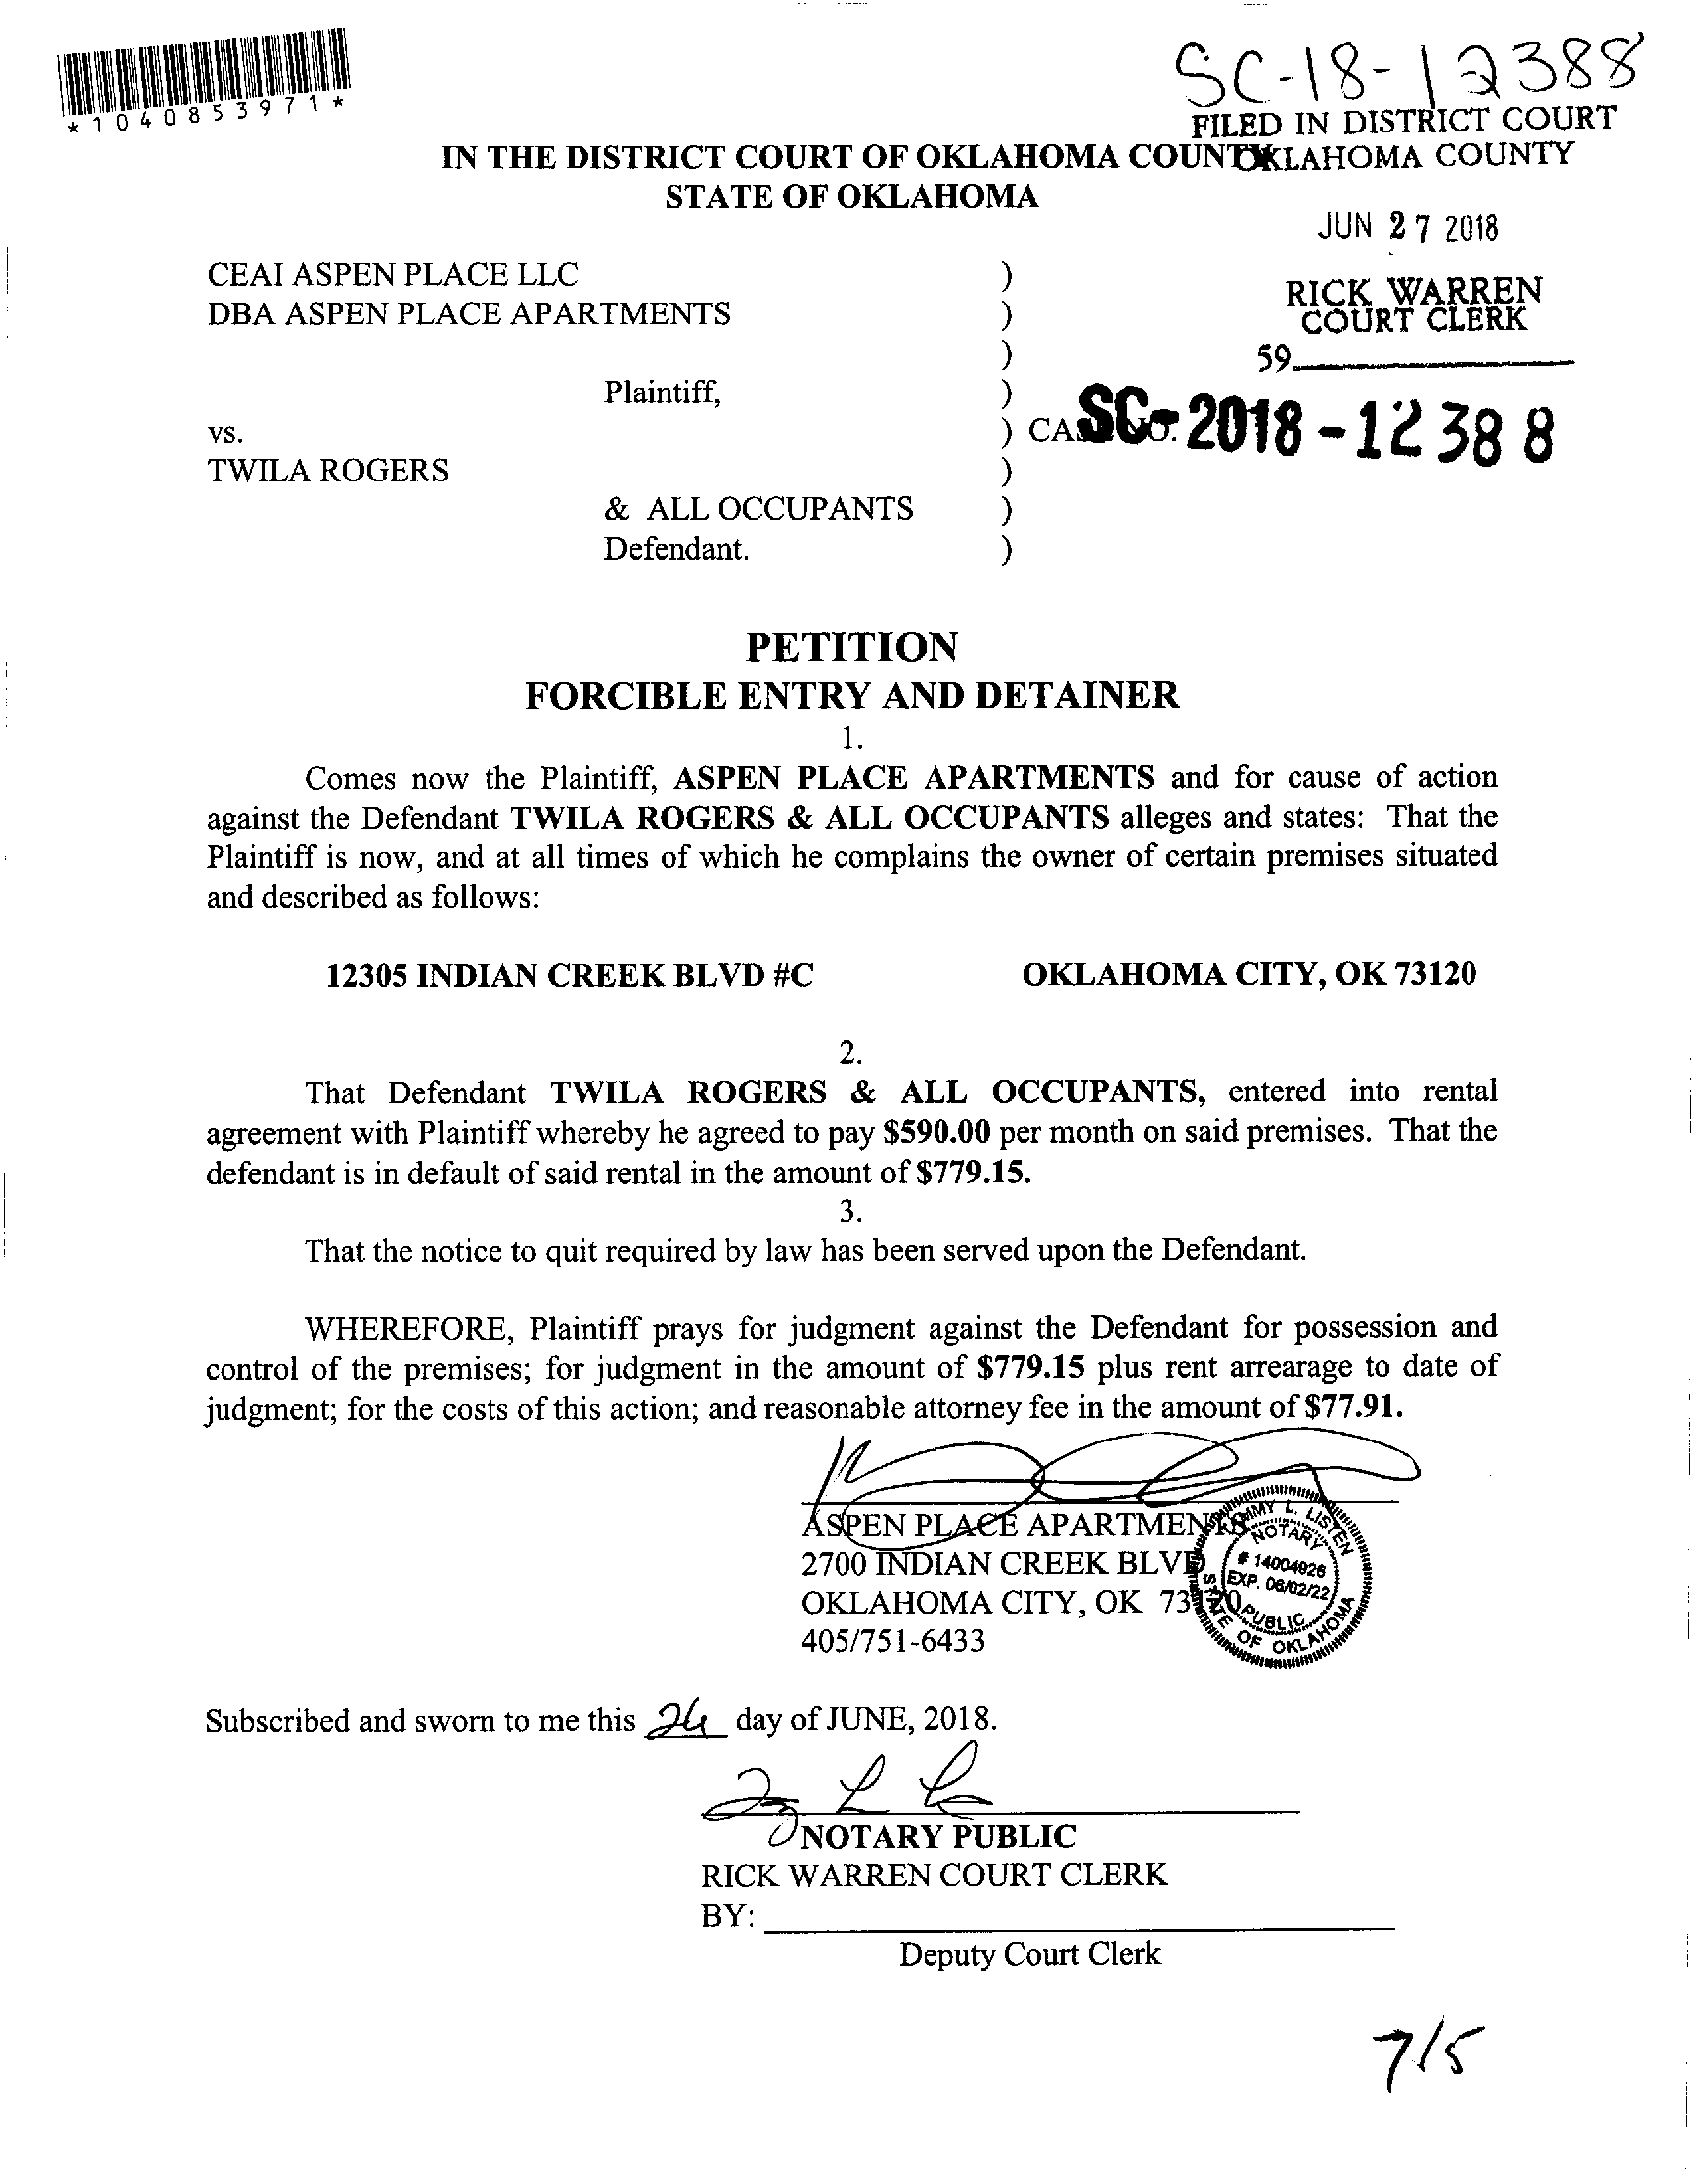 *1040853971*
SC-18-12388
FILED IN DISTRICT COURT
OKLAHOMA COUNTY
IN THE DISTRICT COURT OF OKLAHOMA COUNTY
STATE OF OKLAHOMA
JUN 27 2018
CEAI ASPEN PLACE LLC )
DBA ASPEN PLACE APARTMENTS )
RICK WARREN
COURT CLERK
)
59
Plaintiff, )
vs. ) CASE NO. SC-2018-12388
TWILA ROGERS )
& ALL OCCUPANTS )
Defendant. )
PETITION
FORCIBLE ENTRY AND DETAINER
1.
Comes now the Plaintiff, ASPEN PLACE APARTMENTS and for cause of action
against the Defendant TWILA ROGERS & ALL OCCUPANTS alleges and states: That the
Plaintiff is now, and at all times of which he complains the owner of certain premises situated
and described as follows:
12305 INDIAN CREEK BLVD #C OKLAHOMA CITY, OK 73120
2.
That Defendant TWILA ROGERS & ALL OCCUPANTS, entered into rental
agreement with Plaintiff whereby he agreed to pay $590.00 per month on said premises. That the
defendant is in default of said rental in the amount of $779.15.
3.
That the notice to quit required by law has been served upon the Defendant.
WHEREFORE, Plaintiff prays for judgment against the Defendant for possession and
control of the premises; for judgment in the amount of $779.15 plus rent arrearage to date of
judgment; for the costs of this action; and reasonable attorney fee in the amount of $77.91.
ASPEN PLACE APARTMENTS
2700 INDIAN CREEK BLVD
OKLAHOMA CITY, OK 73120
405/751-6433
L. LISTEN
NOTARY
# 14004926
EXP. 06/02/22
PUBLIC
STATE OF OKLAHOMA
Subscribed and sworn to me this 26 day of JUNE, 2018.
NOTARY PUBLIC
RICK WARREN COURT CLERK
BY:
Deputy Court Clerk
7/5